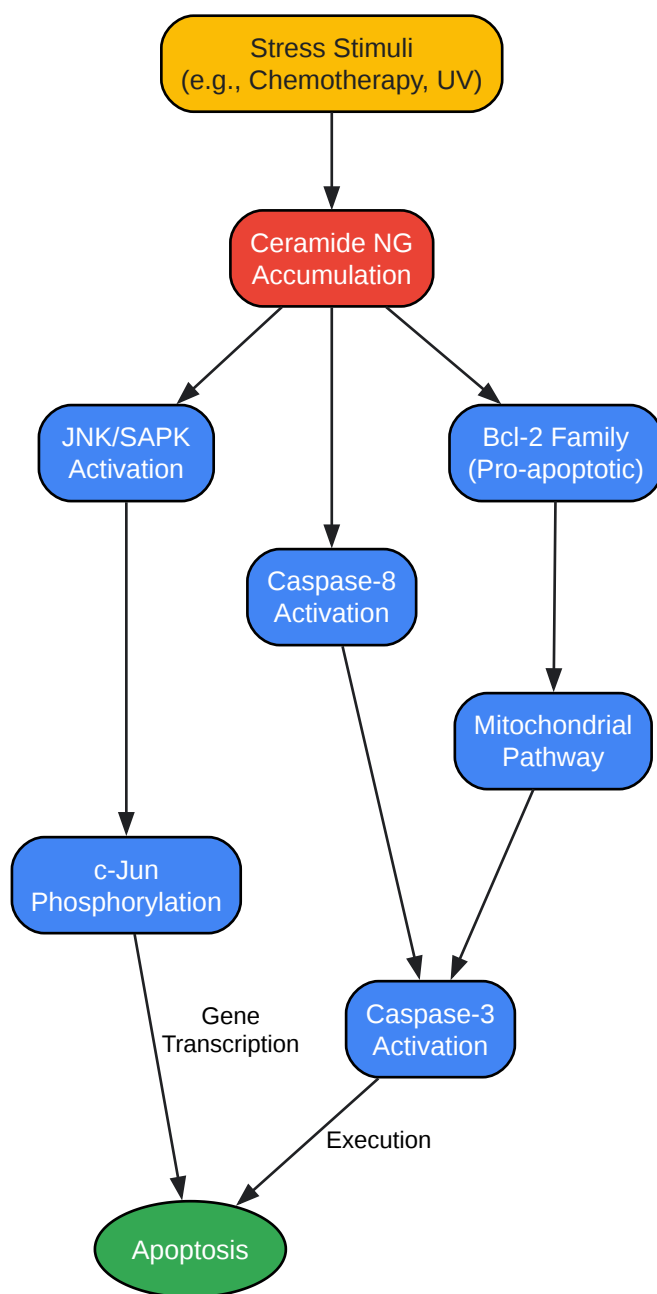 Stress Stimuli
(e.g., Chemotherapy, UV)
Ceramide NG
Accumulation
JNK/SAPK
Activation
Bcl-2 Family
(Pro-apoptotic)
Caspase-8
Activation
Mitochondrial
Pathway
c-Jun
Phosphorylation
Caspase-3
Activation
Gene
Transcription
Execution
Apoptosis